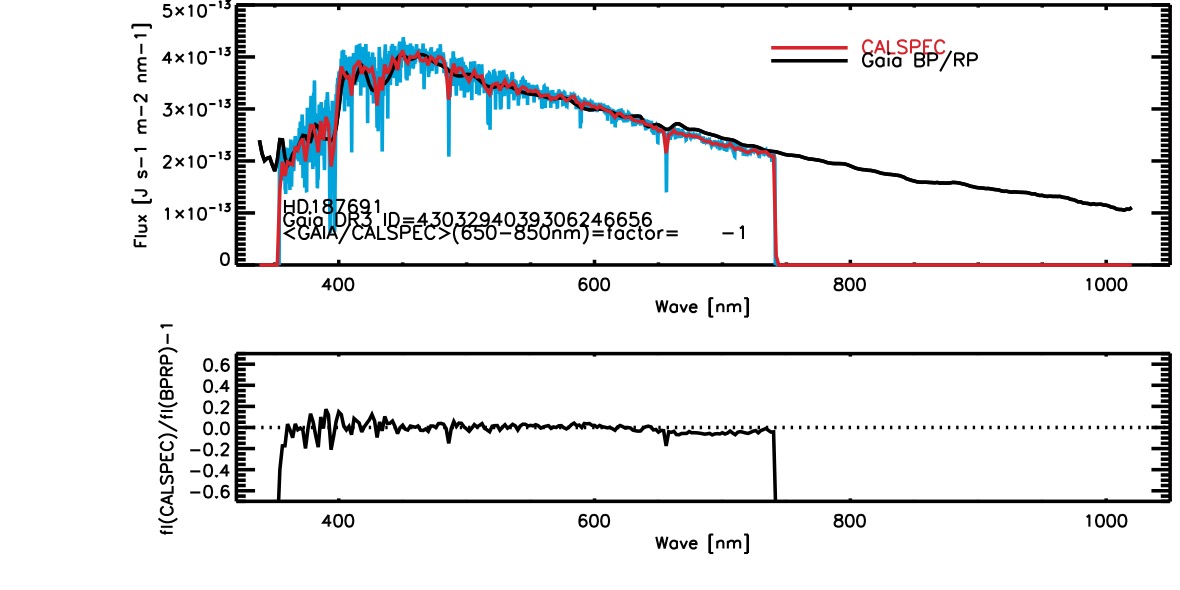 5×10−13
4×10−13
3×10−13
2×10−13
1×10−13
0
Flux [J s−1 m−2 nm−1]
CALSPEC
Gaia BP/RP
HD187691
Gaia DR3 ID=4303294039306246656
<GAIA/CALSPEC>(650−850nm)=factor= −1
400 600 800 1000
Wave [nm]
fl(CALSPEC)/fl(BPRP)−1
0.6
0.4
0.2
0.0
−0.2
−0.4
−0.6
400 600 800 1000
Wave [nm]